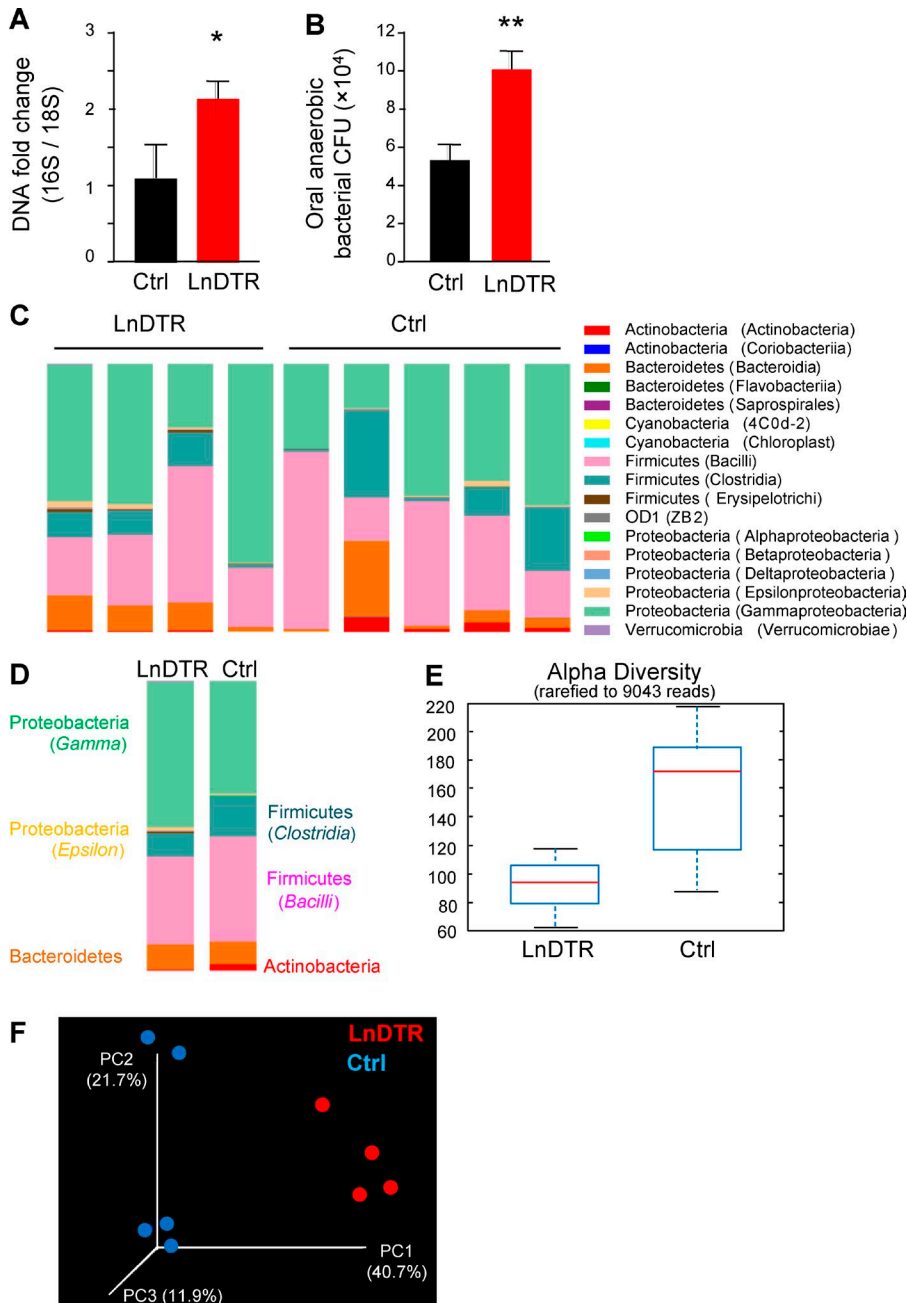 A
DNA fold change
(16S / 18S)
3
2
1
0
*
Ctrl
LnDTR
B
Oral anaerobic
bacterial CFU (×10⁴)
12
10
8
6
4
2
0
**
Ctrl
LnDTR
C
LnDTR
Ctrl
Actinobacteria (Actinobacteria)
Actinobacteria (Coriobacteriia)
Bacteroidetes (Bacteroidia)
Bacteroidetes (Flavobacteriia)
Bacteroidetes (Saprospirales)
Cyanobacteria (4C0d-2)
Cyanobacteria (Chloroplast)
Firmicutes (Bacilli)
Firmicutes (Clostridia)
Firmicutes ( Erysipelotrichi)
OD1 (ZB2)
Proteobacteria ( Alphaproteobacteria )
Proteobacteria ( Betaproteobacteria )
Proteobacteria ( Deltaproteobacteria )
Proteobacteria ( Epsilonproteobacteria)
Proteobacteria (Gammaproteobacteria)
Verrucomicrobia (Verrucomicrobiae)
D
LnDTR
Ctrl
Proteobacteria
(Gamma)
Proteobacteria
(Epsilon)
Bacteroidetes
Firmicutes
(Clostridia)
Firmicutes
(Bacilli)
Actinobacteria
E
Alpha Diversity
(rarefied to 9043 reads)
220
200
180
160
140
120
100
80
60
LnDTR
Ctrl
F
LnDTR
Ctrl
PC2
(21.7%)
PC1
(40.7%)
PC3 (11.9%)